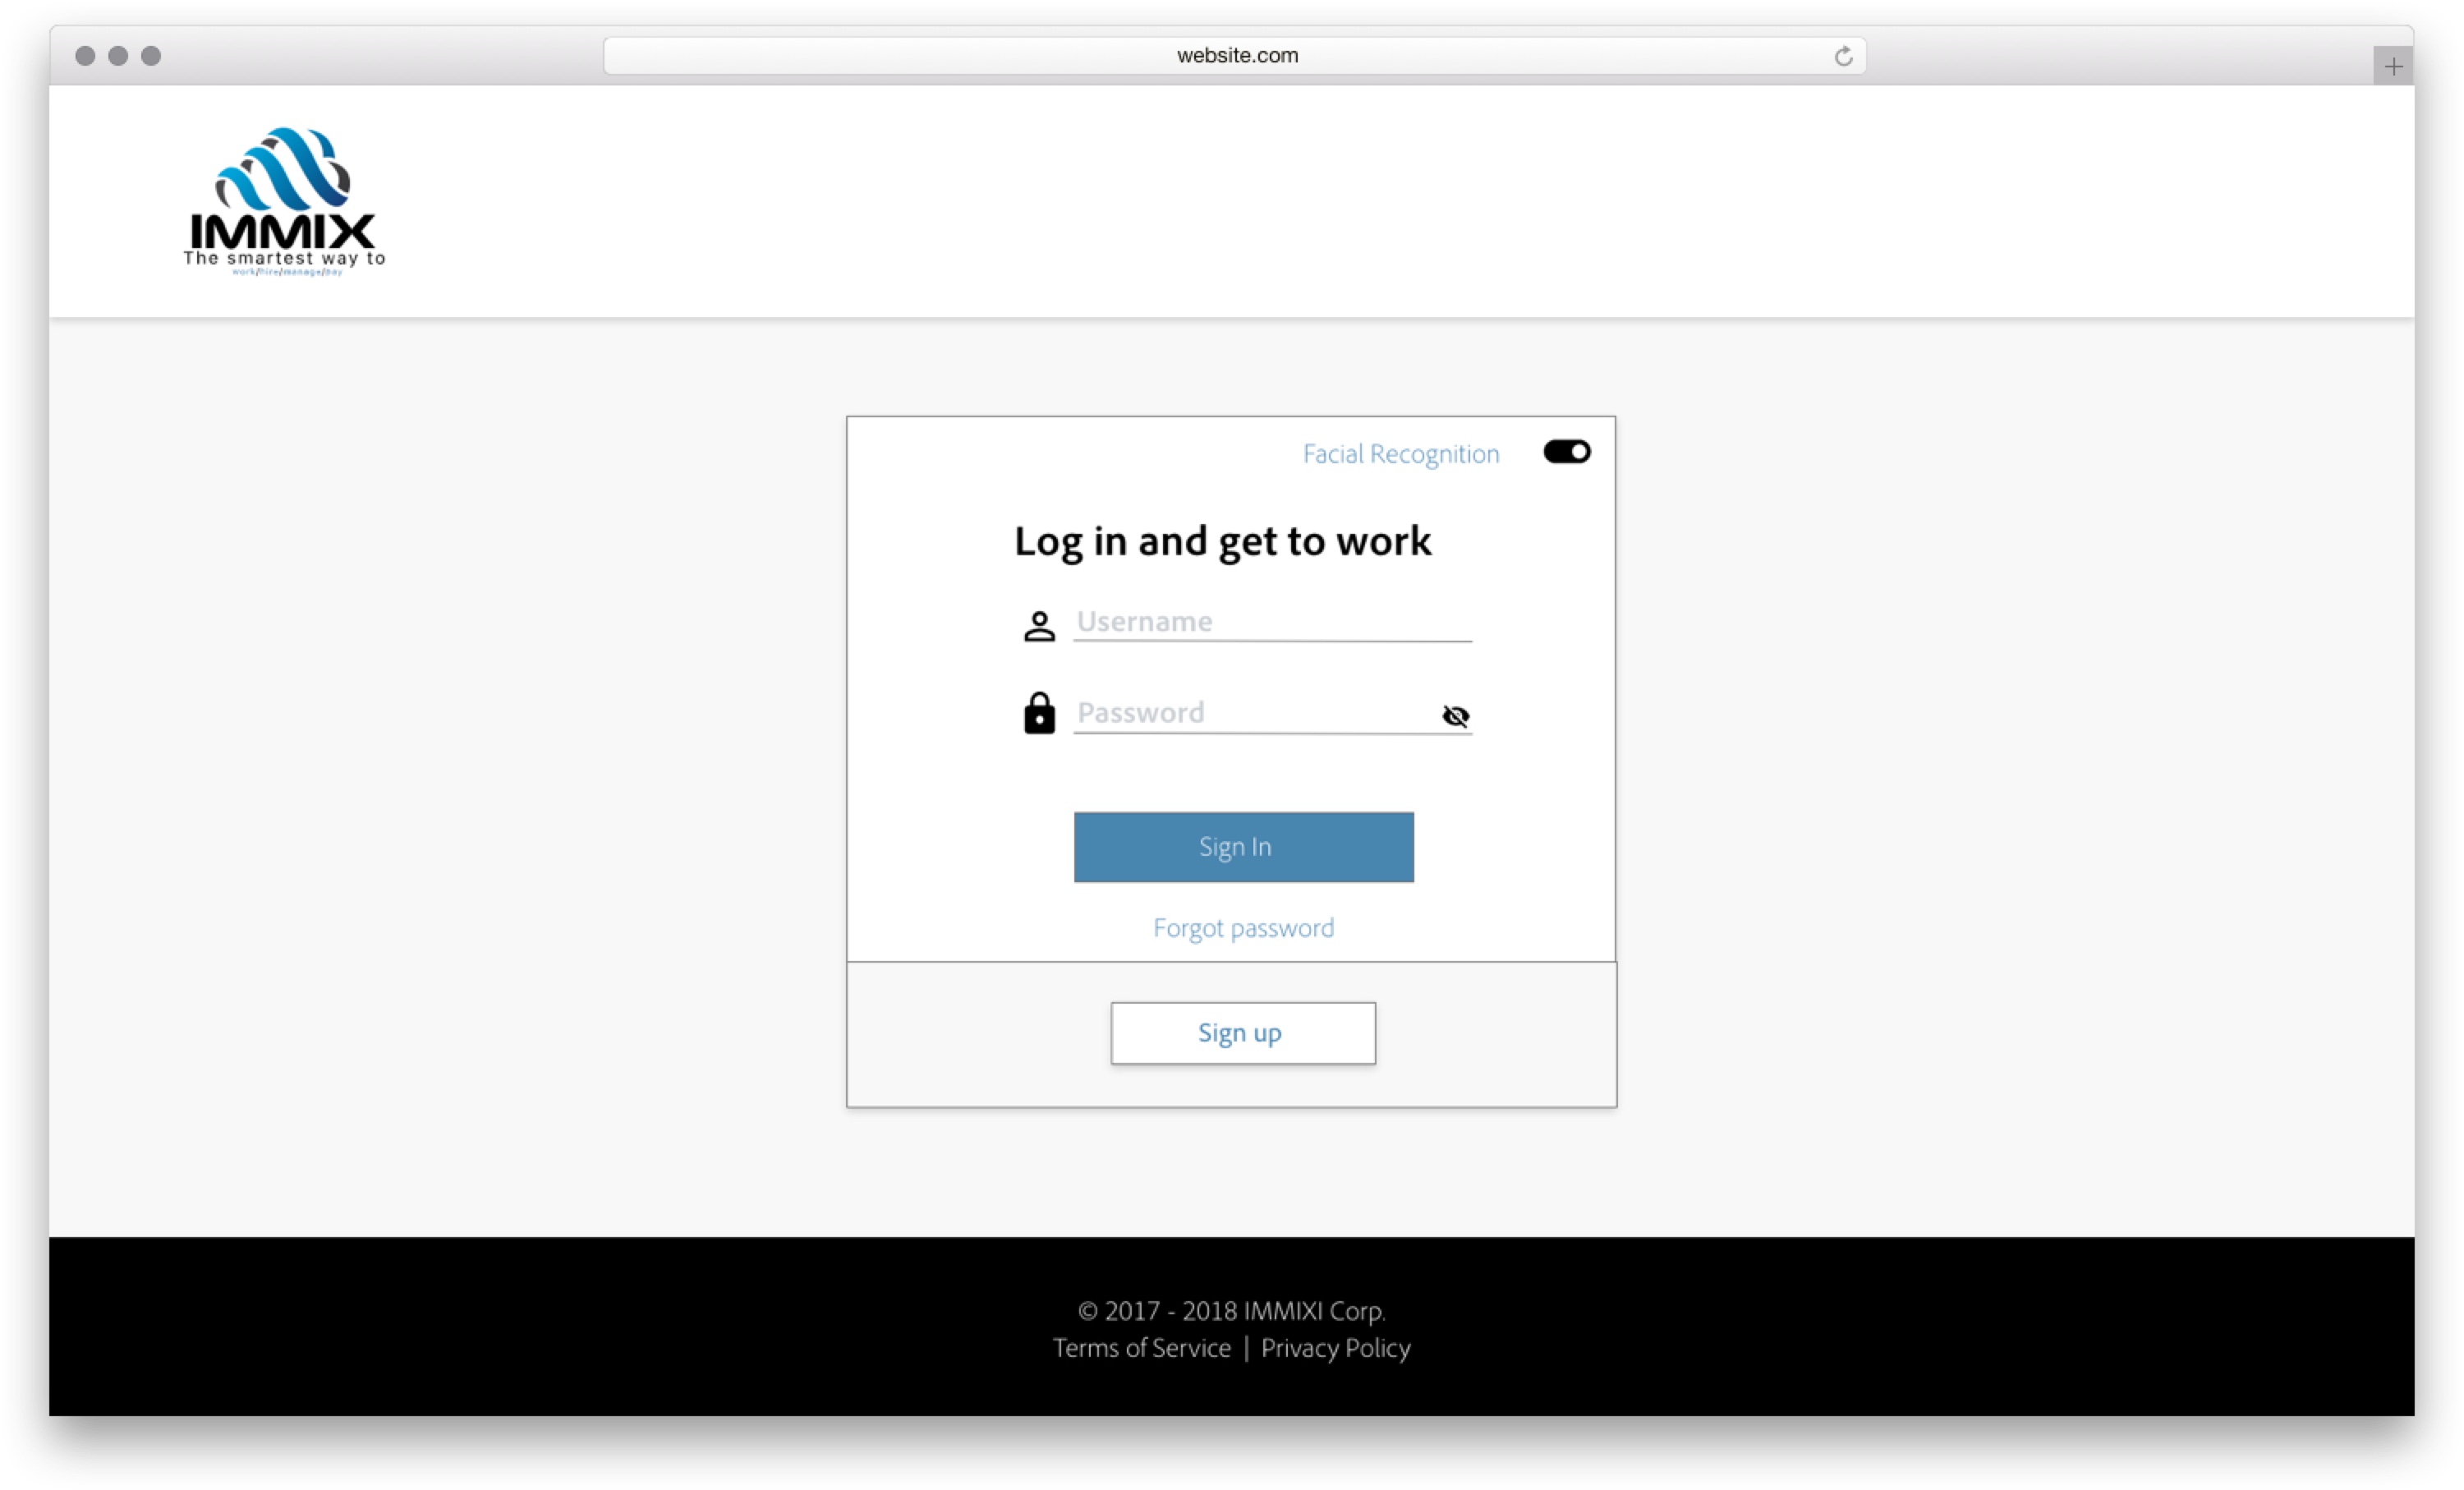 website.com
IMMIX
The smartest way to
work/hire/manage/pay
Facial Recognition
Log in and get to work
Username
Password
Sign In
Forgot password
Sign up
© 2017 - 2018 IMMIXI Corp.
Terms of Service | Privacy Policy